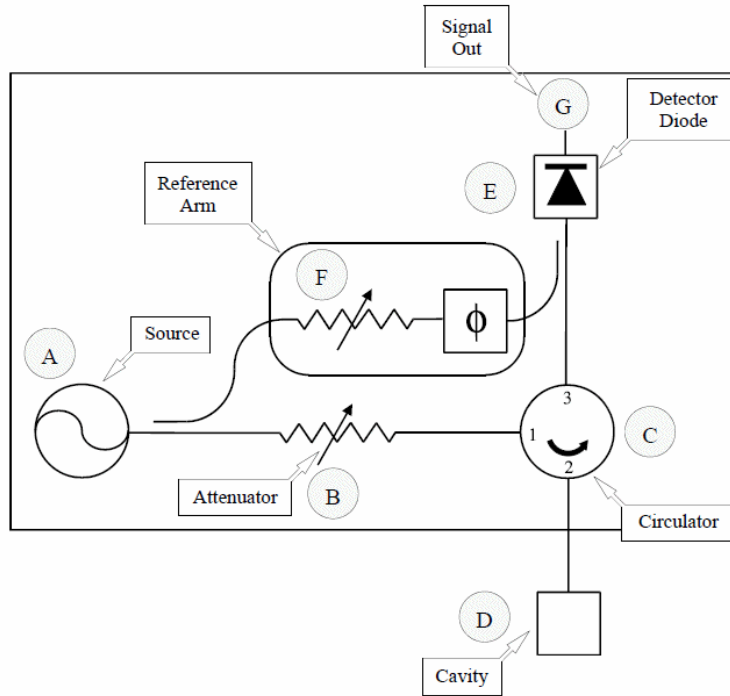 Signal
Out
G
Detector
Diode
E
Reference
Arm
F
ϕ
Source
A
3
1
2
C
Attenuator
B
Circulator
D
Cavity